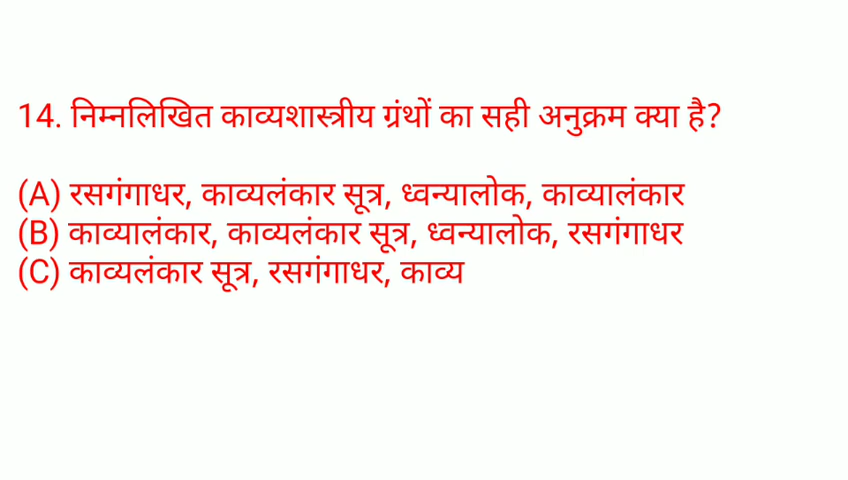 14. निम्नलिखित काव्यशास्त्रीय ग्रंथों का सही अनुक्रम क्या है?
(A) रसगंगाधर, काव्यलंकार सूत्र, ध्वन्यालोक, काव्यालंकार
(B) काव्यालंकार, काव्यलंकार सूत्र, ध्वन्यालोक, रसगंगाधर
(C) काव्यलंकार सूत्र, रसगंगाधर, काव्य